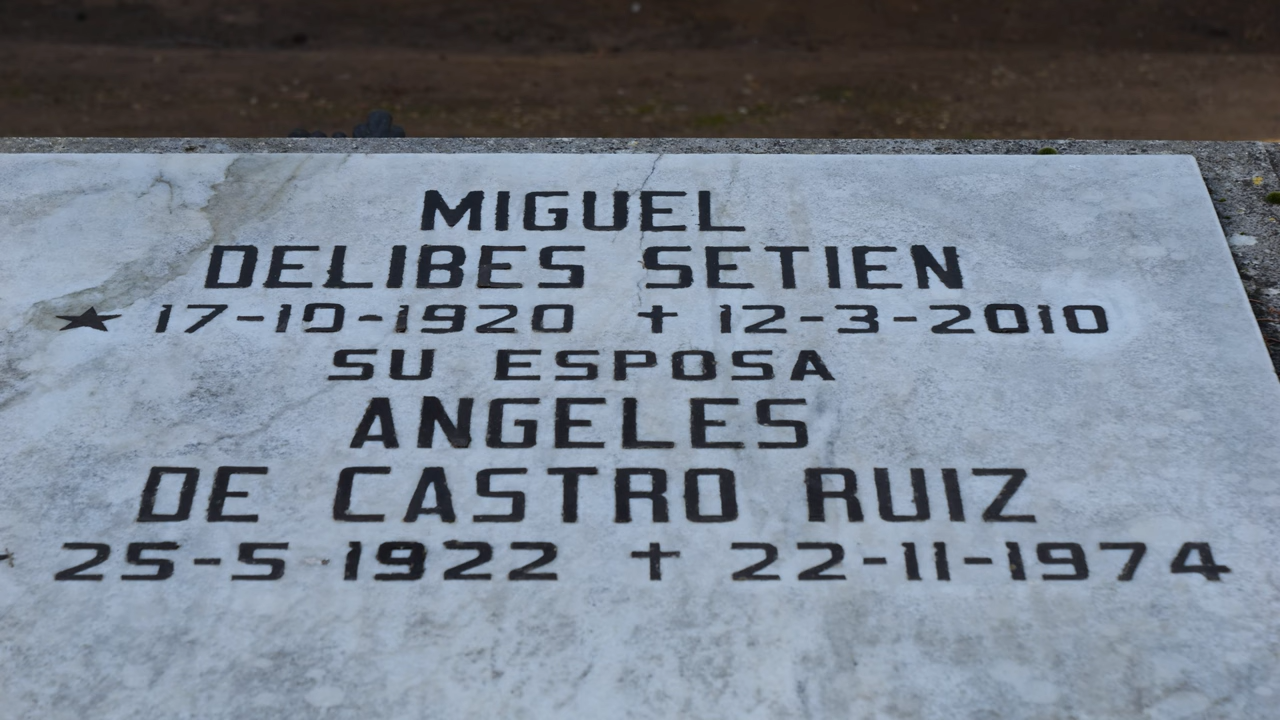 MIGUEL
DELIBES SETIEN
★ 17-10-1920 ✝ 12-3-2010
SU ESPOSA
ANGELES
DE CASTRO RUIZ
25-5 1922 ✝ 22-11-1974